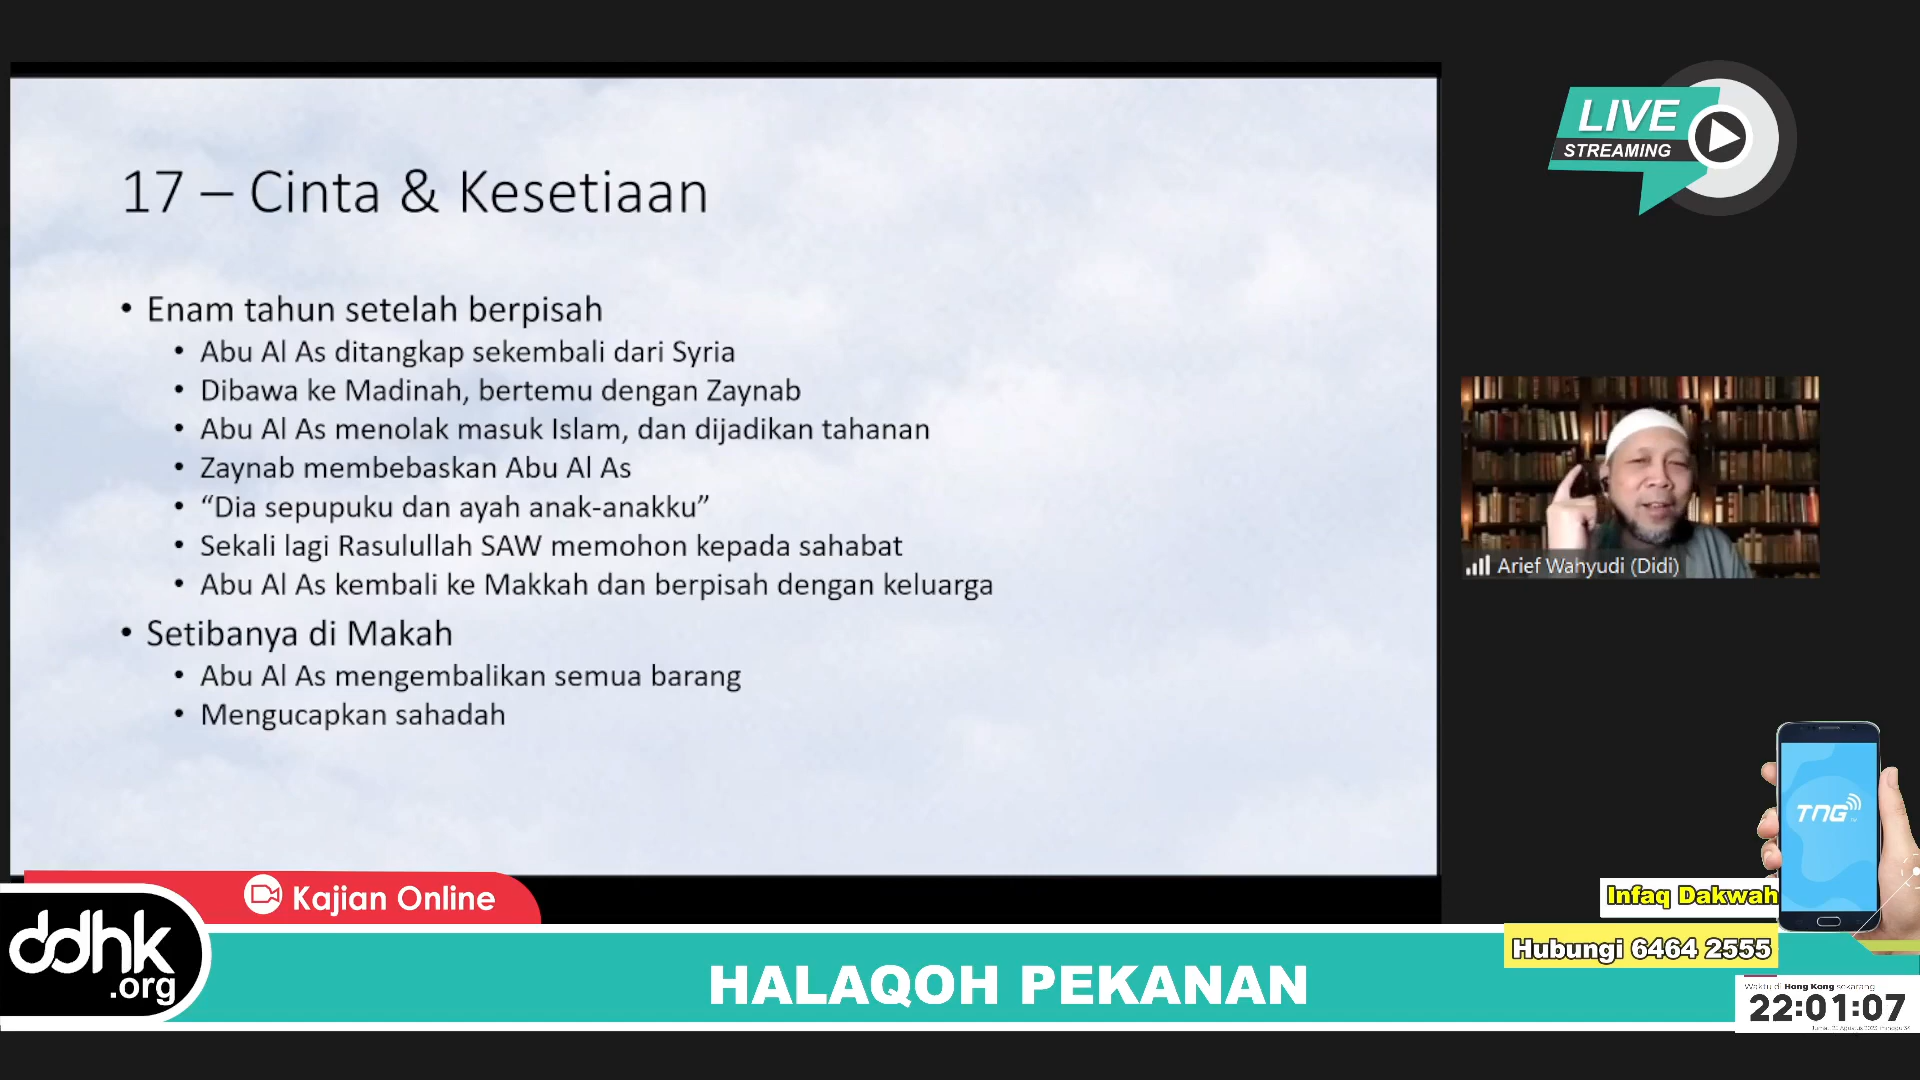 17 – Cinta & Kesetiaan
• Enam tahun setelah berpisah
• Abu Al As ditangkap sekembali dari Syria
• Dibawa ke Madinah, bertemu dengan Zaynab
• Abu Al As menolak masuk Islam, dan dijadikan tahanan
• Zaynab membebaskan Abu Al As
• “Dia sepupuku dan ayah anak-anakku”
• Sekali lagi Rasulullah SAW memohon kepada sahabat
• Abu Al As kembali ke Makkah dan berpisah dengan keluarga
• Setibanya di Makah
• Abu Al As mengembalikan semua barang
• Mengucapkan sahadah
LIVE
STREAMING
Arief Wahyudi (Didi)
TNG
Infaq Dakwah
Hubungi 6464 2555
Kajian Online
ddhk
.org
HALAQOH PEKANAN
Waktu di Hong Kong sekarang
22:01:07